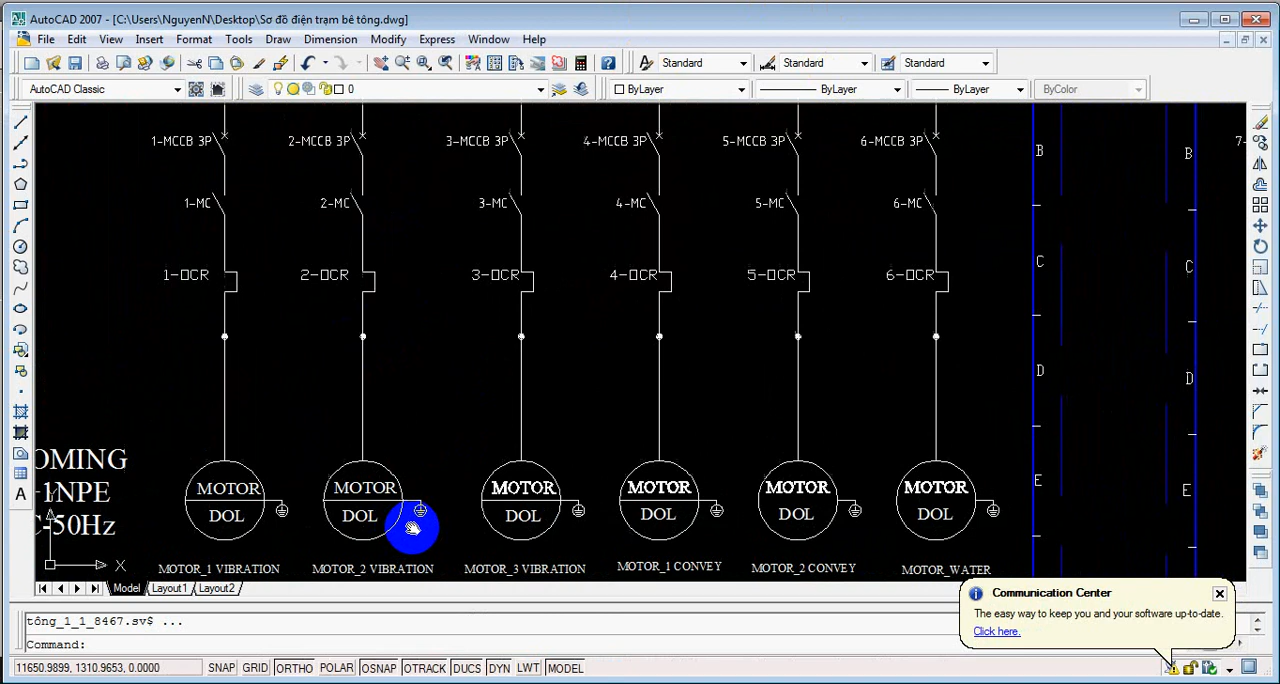 AutoCAD 2007 - [C:\Users\NguyenN\Desktop\Sơ đồ điện trạm bê tông.dwg]
File Edit View Insert Format Tools Draw Dimension Modify Express Window Help
Standard Standard Standard
AutoCAD Classic 0 ByLayer ByLayer ByLayer ByColor
1-MCCB 3P 2-MCCB 3P 3-MCCB 3P 4-MCCB 3P 5-MCCB 3P 6-MCCB 3P B B 7-
1-MC 2-MC 3-MC 4-MC 5-MC 6-MC
C C
1-OCR 2-OCR 3-OCR 4-OCR 5-OCR 6-OCR
D D
OMING
E E
1NPE MOTOR MOTOR MOTOR MOTOR MOTOR MOTOR
C-50Hz DOL DOL DOL DOL DOL DOL
Y
X MOTOR_1 VIBRATION MOTOR_2 VIBRATION MOTOR_3 VIBRATION MOTOR_1 CONVEY MOTOR_2 CONVEY MOTOR_WATER
Model Layout1 Layout2
Communication Center
The easy way to keep you and your software up-to-date.
Click here.
tông_1_1_8467.sv$ ...
Command:
11650.9899, 1310.9653, 0.0000 SNAP GRID ORTHO POLAR OSNAP OTRACK DUCS DYN LWT MODEL